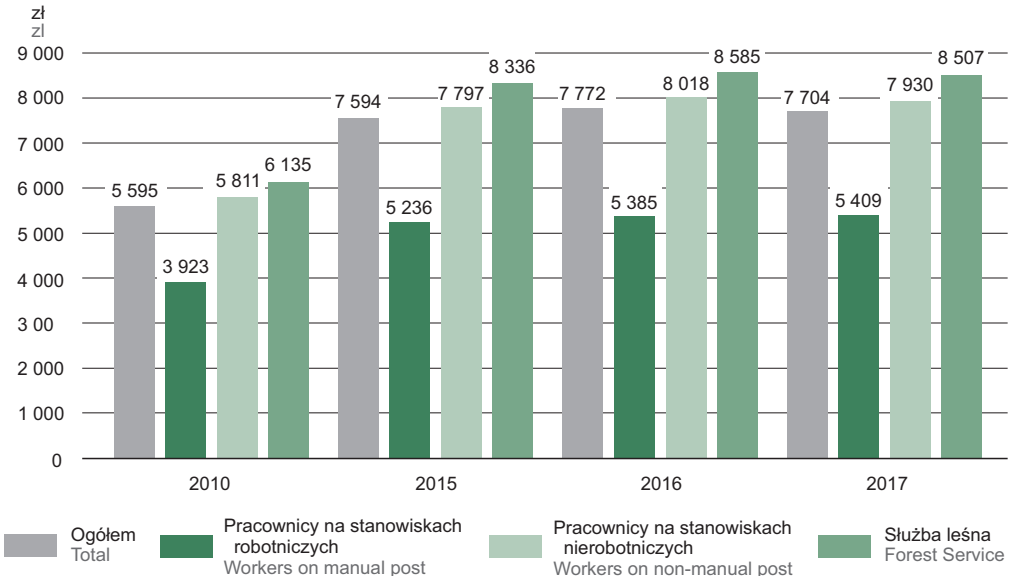 zł
zl
9 000
8 000
7 000
6 000
5 000
4 000
3 00
2 000
1 000
0
5 595
3 923
5 811
6 135
7 594
5 236
7 797
8 336
7 772
5 385
8 018
8 585
7 704
5 409
7 930
8 507
2010
2015
2016
2017
Ogółem
Total
Pracownicy na stanowiskach
robotniczych
Workers on manual post
Pracownicy na stanowiskach
nierobotniczych
Workers on non-manual post
Służba leśna
Forest Service